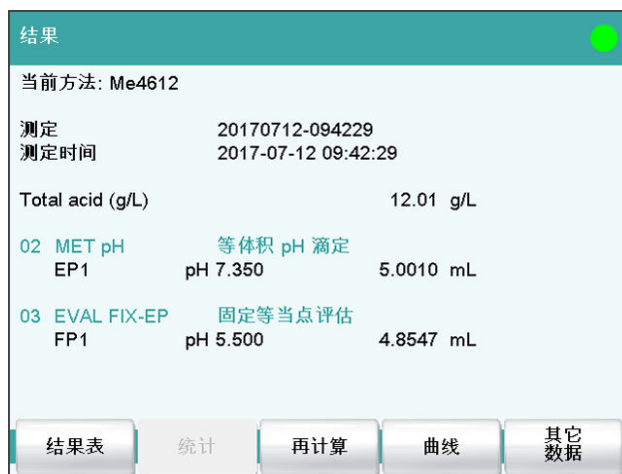 结果
当前方法: Me4612
测定 20170712-094229
测定时间 2017-07-12 09:42:29
Total acid (g/L) 12.01 g/L
02 MET pH 等体积 pH 滴定
EP1 pH 7.350 5.0010 mL
03 EVAL FIX-EP 固定等当点评估
FP1 pH 5.500 4.8547 mL
结果表 统计 再计算 曲线 其它
数据